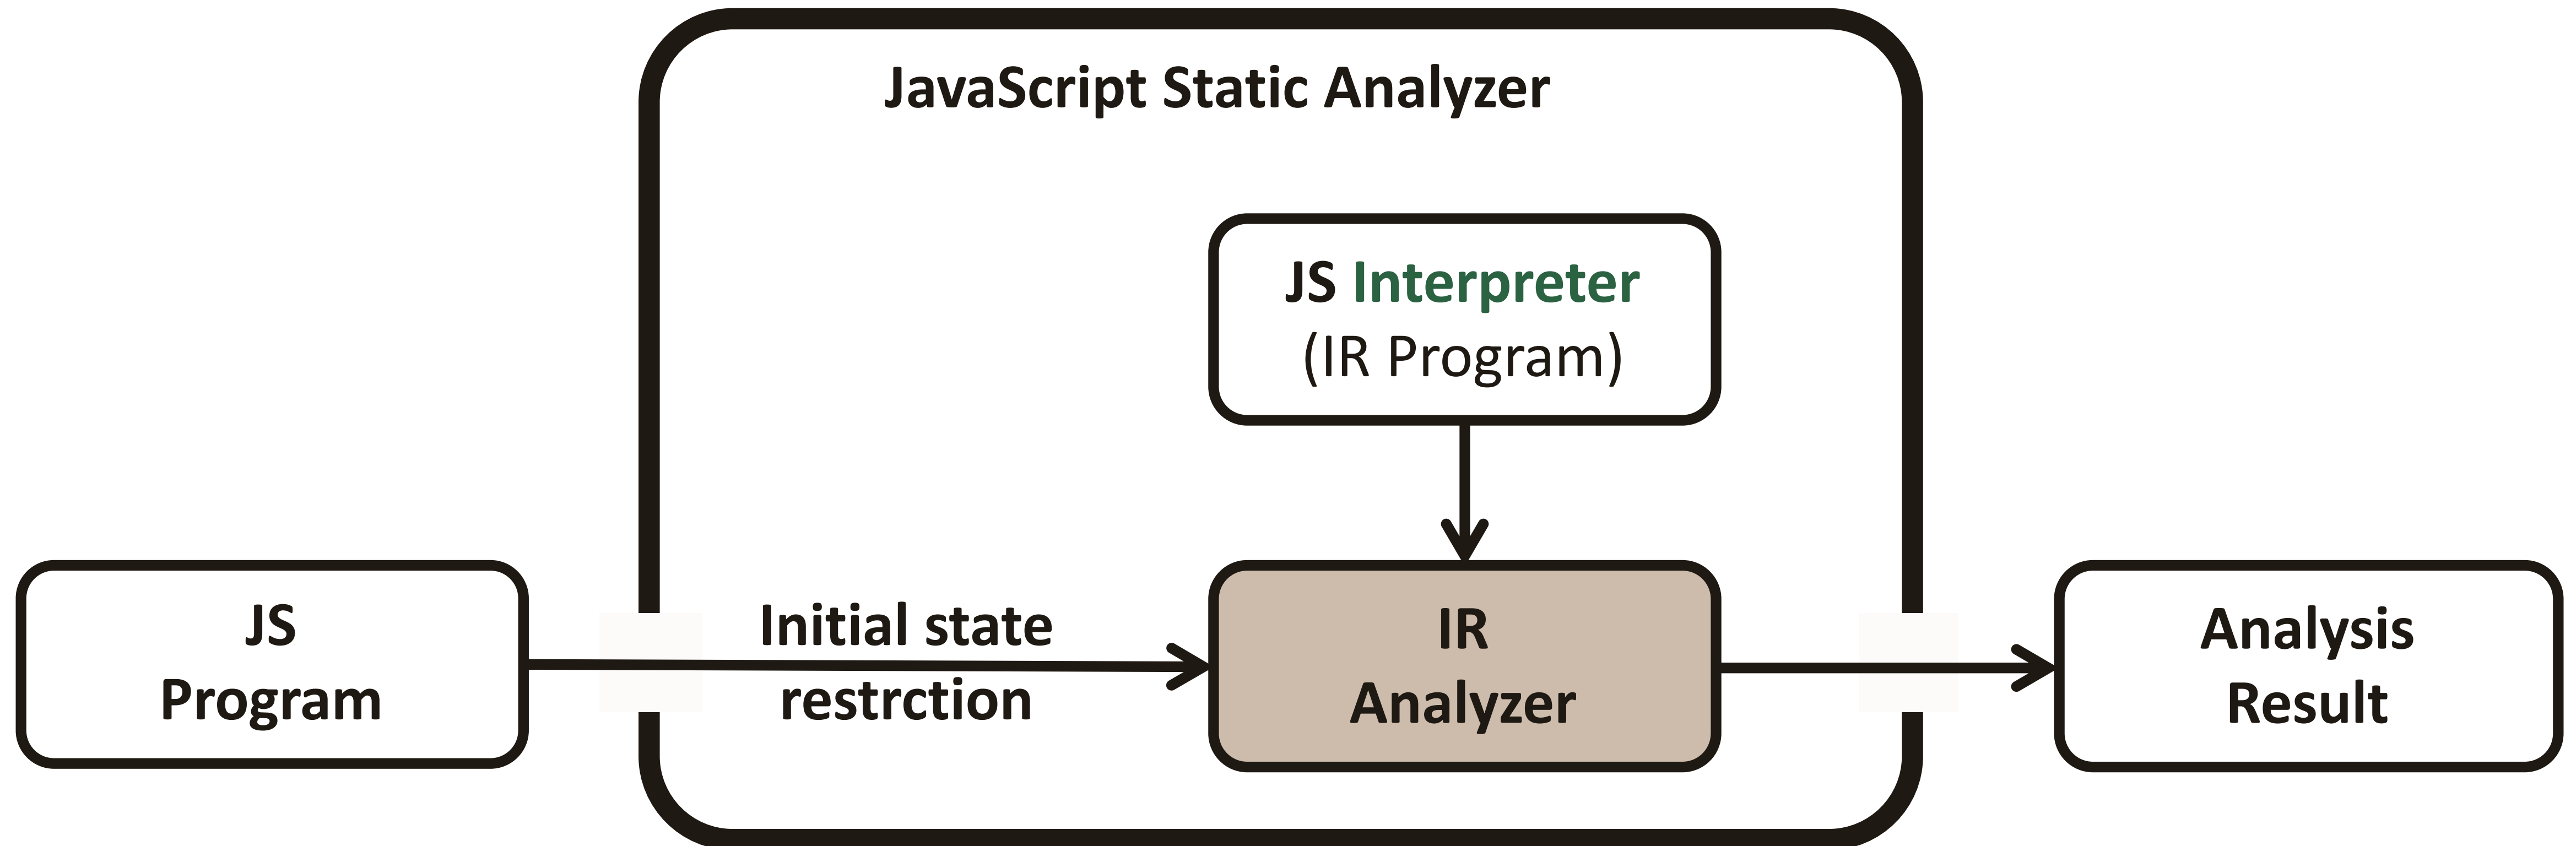 JavaScript Static Analyzer
JS Interpreter
(IR Program)
JS
Program
Initial state
restrction
IR
Analyzer
Analysis
Result